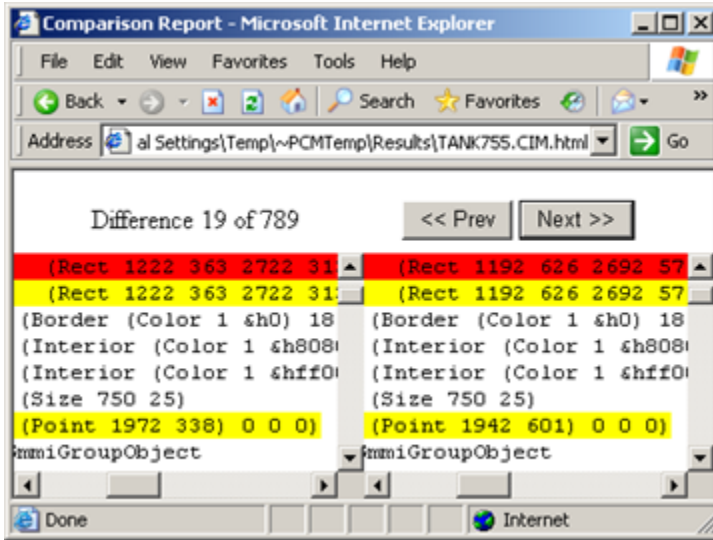 Comparison Report - Microsoft Internet Explorer
File Edit View Favorites Tools Help
Back Search Favorites
Address al Settings\Temp\~PCMTemp\Results\TANK755.CIM.html Go
Difference 19 of 789 << Prev Next >>
(Rect 1222 363 2722 31
(Rect 1222 363 2722 31
(Border (Color 1 &h0) 18
(Interior (Color 1 &h808
(Interior (Color 1 &hff0
(Size 750 25)
(Point 1972 338) 0 0 0)
mmiGroupObject
(Rect 1192 626 2692 57
(Rect 1192 626 2692 57
(Border (Color 1 &h0) 18
(Interior (Color 1 &h808
(Interior (Color 1 &hff0
(Size 750 25)
(Point 1942 601) 0 0 0)
mmiGroupObject
Done Internet